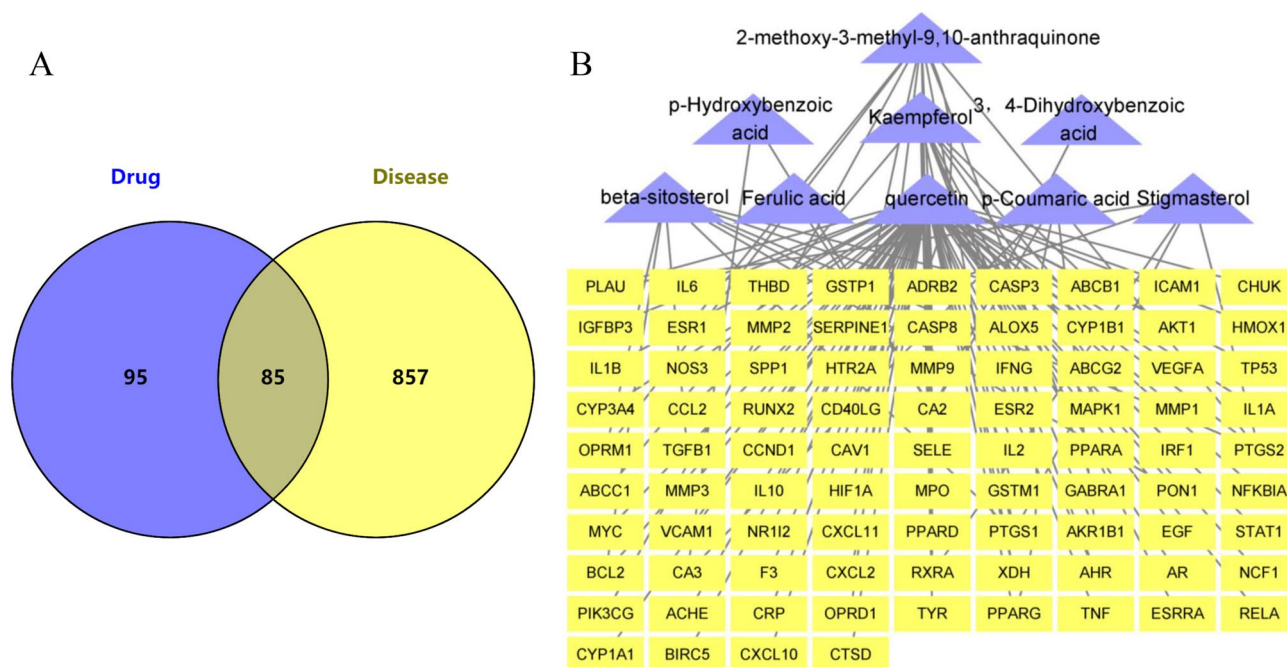 A
B
Drug
Disease
95
85
857
2-methoxy-3-methyl-9,10-anthraquinone
p-Hydroxybenzoic
acid
Kaempferol
3，4-Dihydroxybenzoic
acid
beta-sitosterol
Ferulic acid
quercetin
p-Coumaric acid
Stigmasterol
PLAU IL6 THBD GSTP1 ADRB2 CASP3 ABCB1 ICAM1 CHUK
IGFBP3 ESR1 MMP2 SERPINE1 CASP8 ALOX5 CYP1B1 AKT1 HMOX1
IL1B NOS3 SPP1 HTR2A MMP9 IFNG ABCG2 VEGFA TP53
CYP3A4 CCL2 RUNX2 CD40LG CA2 ESR2 MAPK1 MMP1 IL1A
OPRM1 TGFB1 CCND1 CAV1 SELE IL2 PPARA IRF1 PTGS2
ABCC1 MMP3 IL10 HIF1A MPO GSTM1 GABRA1 PON1 NFKBIA
MYC VCAM1 NR1I2 CXCL11 PPARD PTGS1 AKR1B1 EGF STAT1
BCL2 CA3 F3 CXCL2 RXRA XDH AHR AR NCF1
PIK3CG ACHE CRP OPRD1 TYR PPARG TNF ESRRA RELA
CYP1A1 BIRC5 CXCL10 CTSD